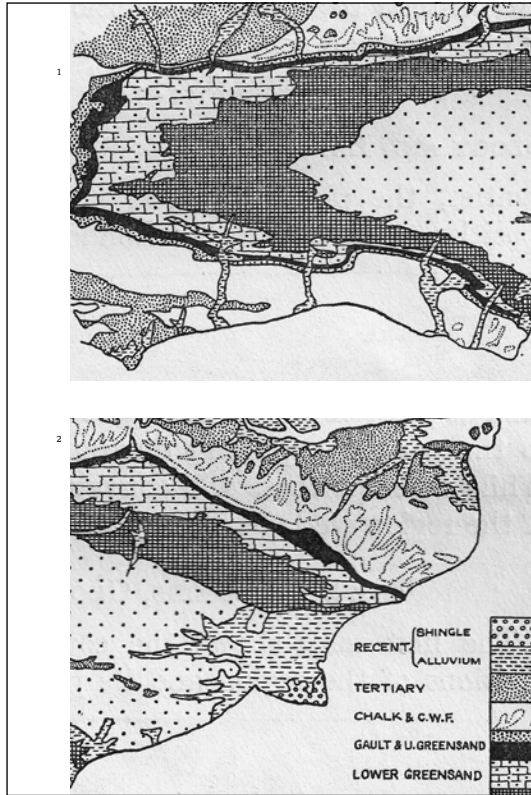 1
2
RECENT
SHINGLE
ALLUVIUM
TERTIARY
CHALK & C.W.F.
GAULT & U.GREENSAND
LOWER GREENSAND